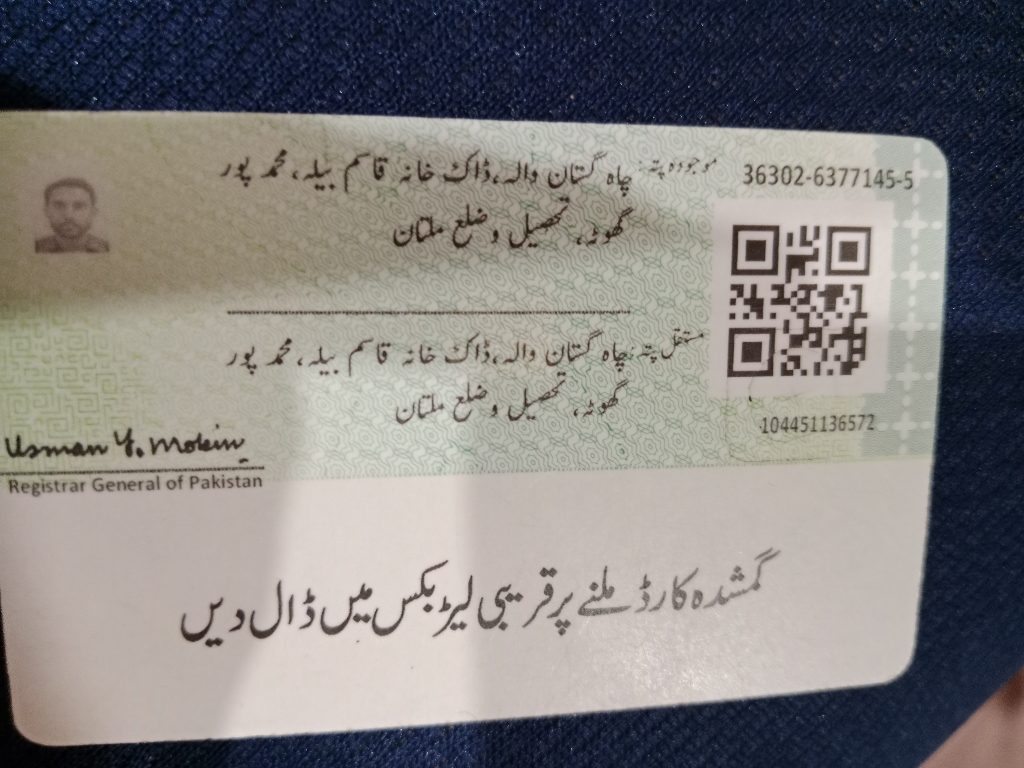 موجودہ پتہ: چاہ گستان والہ، ڈاک خانہ قاسم بیلہ، محمد پور
گھوٹہ، تحصیل و ضلع ملتان
36302-6377145-5
مستقل پتہ: چاہ گستان والہ، ڈاک خانہ قاسم بیلہ، محمد پور
گھوٹہ، تحصیل و ضلع ملتان
104451136572
Usman Y. Mobin
Registrar General of Pakistan
گمشدہ کارڈ ملنے پر قریبی لیٹر بکس میں ڈال دیں